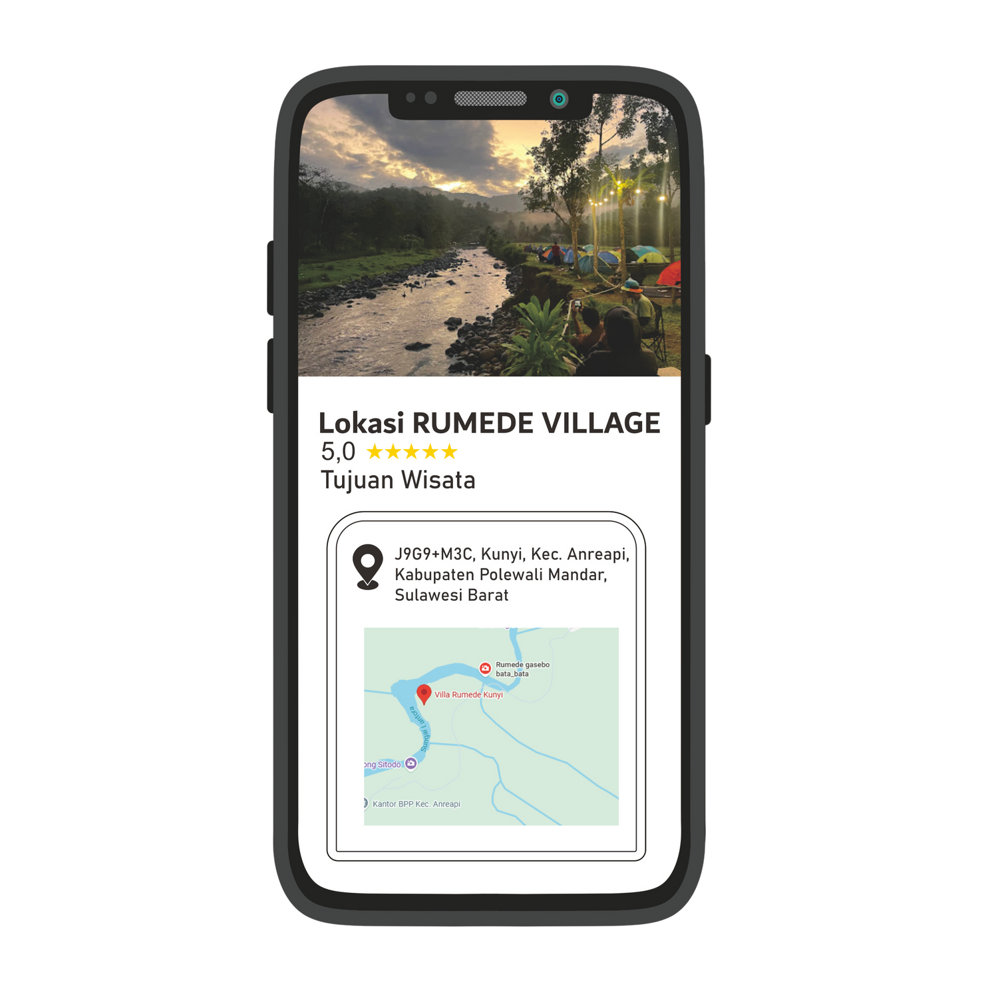 Lokasi RUMEDE VILLAGE
5,0 ★★★★★
Tujuan Wisata
J9G9+M3C, Kunyi, Kec. Anreapi,
Kabupaten Polewali Mandar,
Sulawesi Barat
Rumede gasebo
bata_bata
Villa Rumede Kunyi
Sungai Lantora
ong Sitodo
Kantor BPP Kec. Anreapi